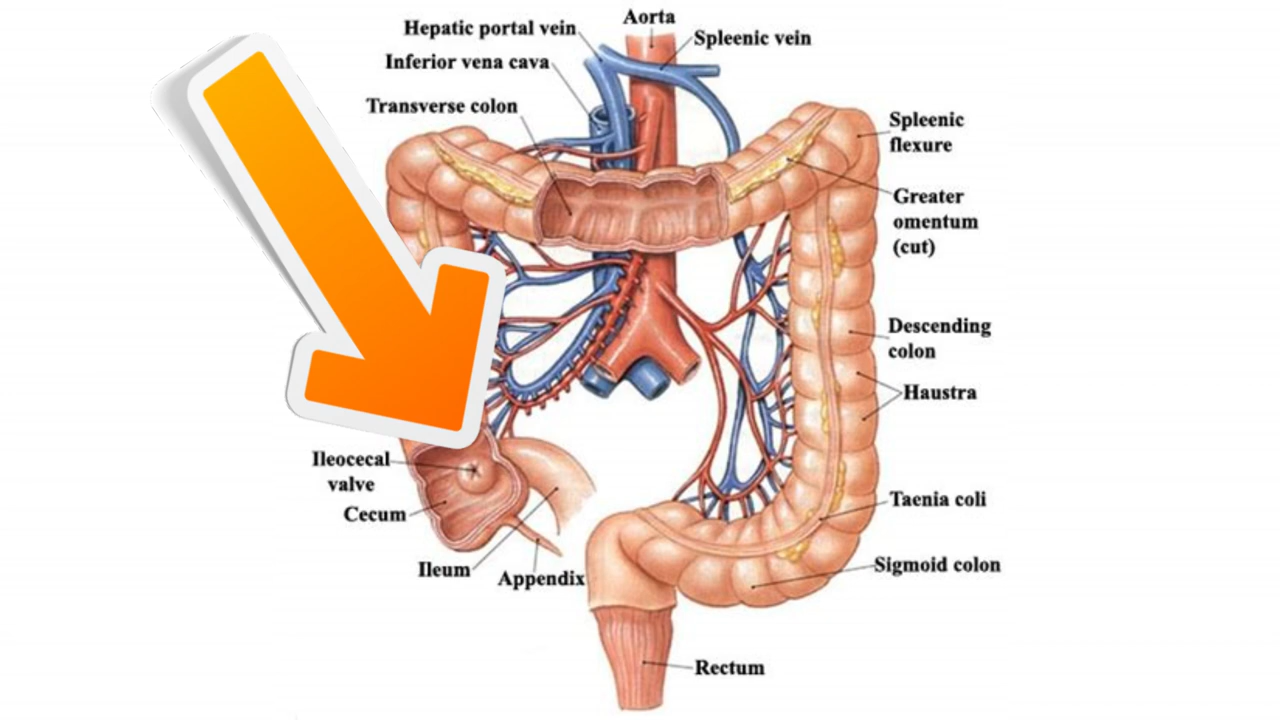 Aorta
Hepatic portal vein
Spleenic vein
Inferior vena cava
Transverse colon
Spleenic
flexure
Greater
omentum
(cut)
Descending
colon
Haustra
Ileocecal
valve
Cecum
Taenia coli
Ileum
Appendix
Sigmoid colon
Rectum